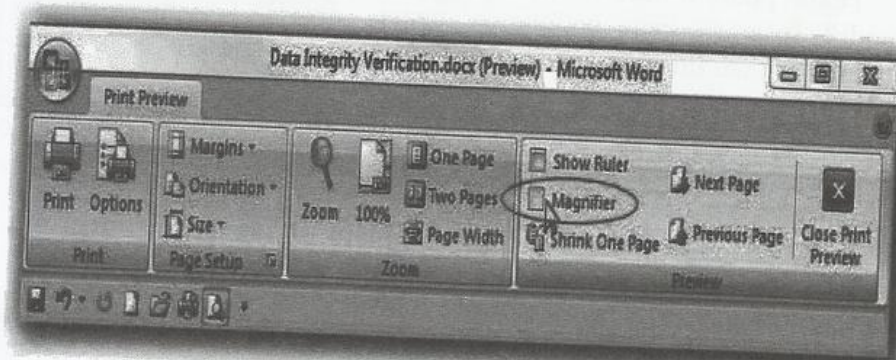 Data Integrity Verification.docx (Preview) - Microsoft Word
Print Preview
Print
Options
Print
Margins
Orientation
Size
Page Setup
Zoom
100%
One Page
Two Pages
Page Width
Zoom
Show Ruler
Magnifier
Shrink One Page
Next Page
Previous Page
Preview
Close Print
Preview